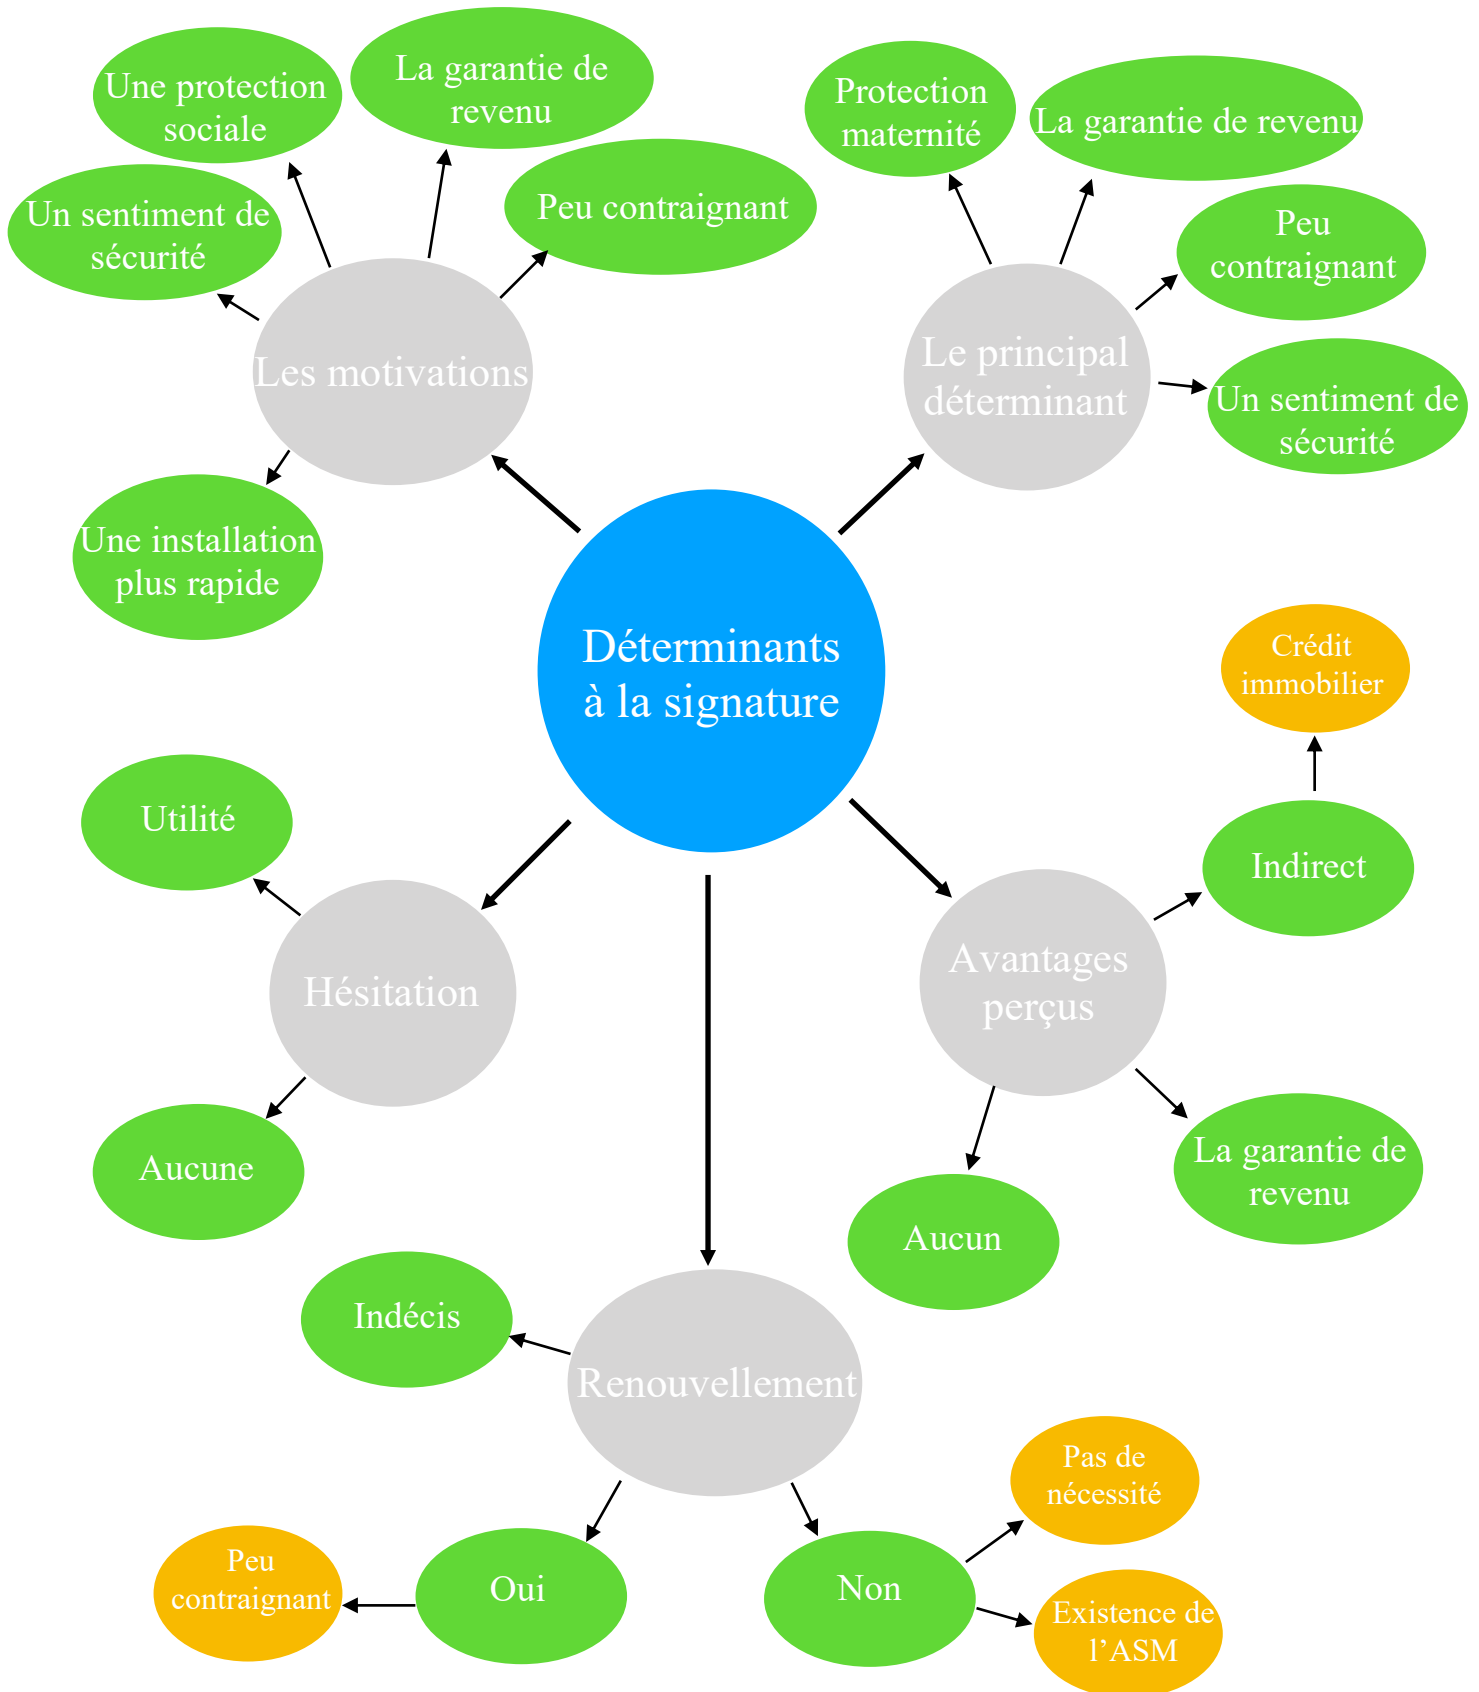 Une protection
sociale
La garantie de
revenu
Un sentiment de
sécurité
Peu contraignant
Les motivations
Une installation
plus rapide
Protection
maternité
La garantie de revenu
Peu
contraignant
Le principal
déterminant
Un sentiment de
sécurité
Déterminants
à la signature
Crédit
immobilier
Indirect
Avantages
perçus
La garantie de
revenu
Aucun
Utilité
Hésitation
Aucune
Indécis
Renouvellement
Pas de
nécessité
Peu
contraignant
Oui
Non
Existence de
l’ASM